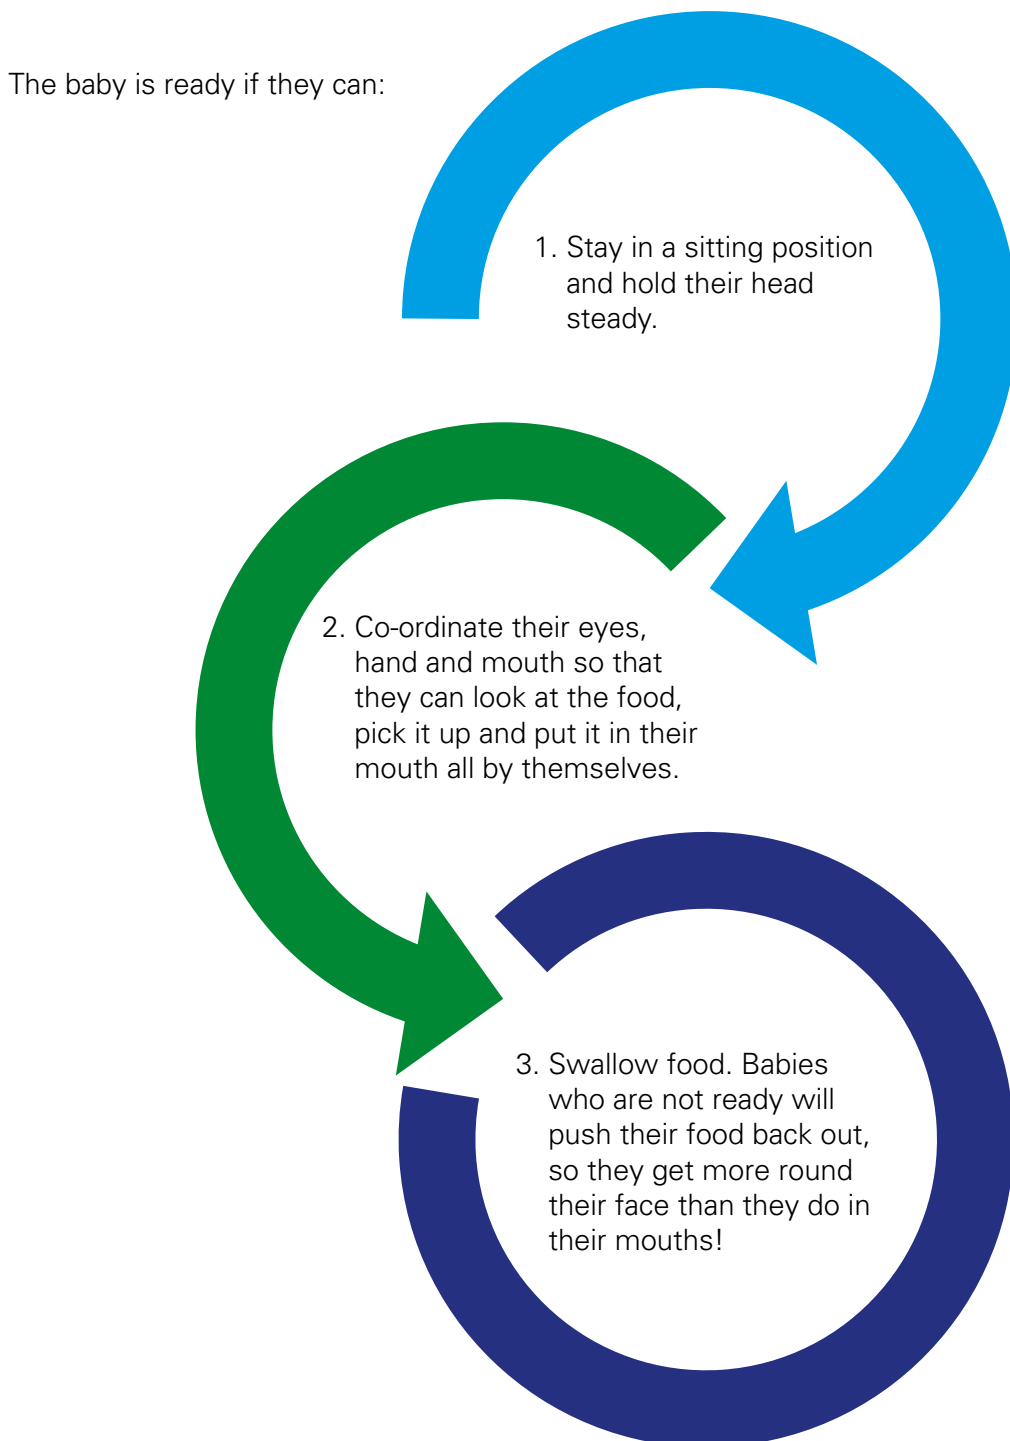 The baby is ready if they can:
1. Stay in a sitting position
and hold their head
steady.
2. Co-ordinate their eyes,
hand and mouth so that
they can look at the food,
pick it up and put it in their
mouth all by themselves.
3. Swallow food. Babies
who are not ready will
push their food back out,
so they get more round
their face than they do in
their mouths!